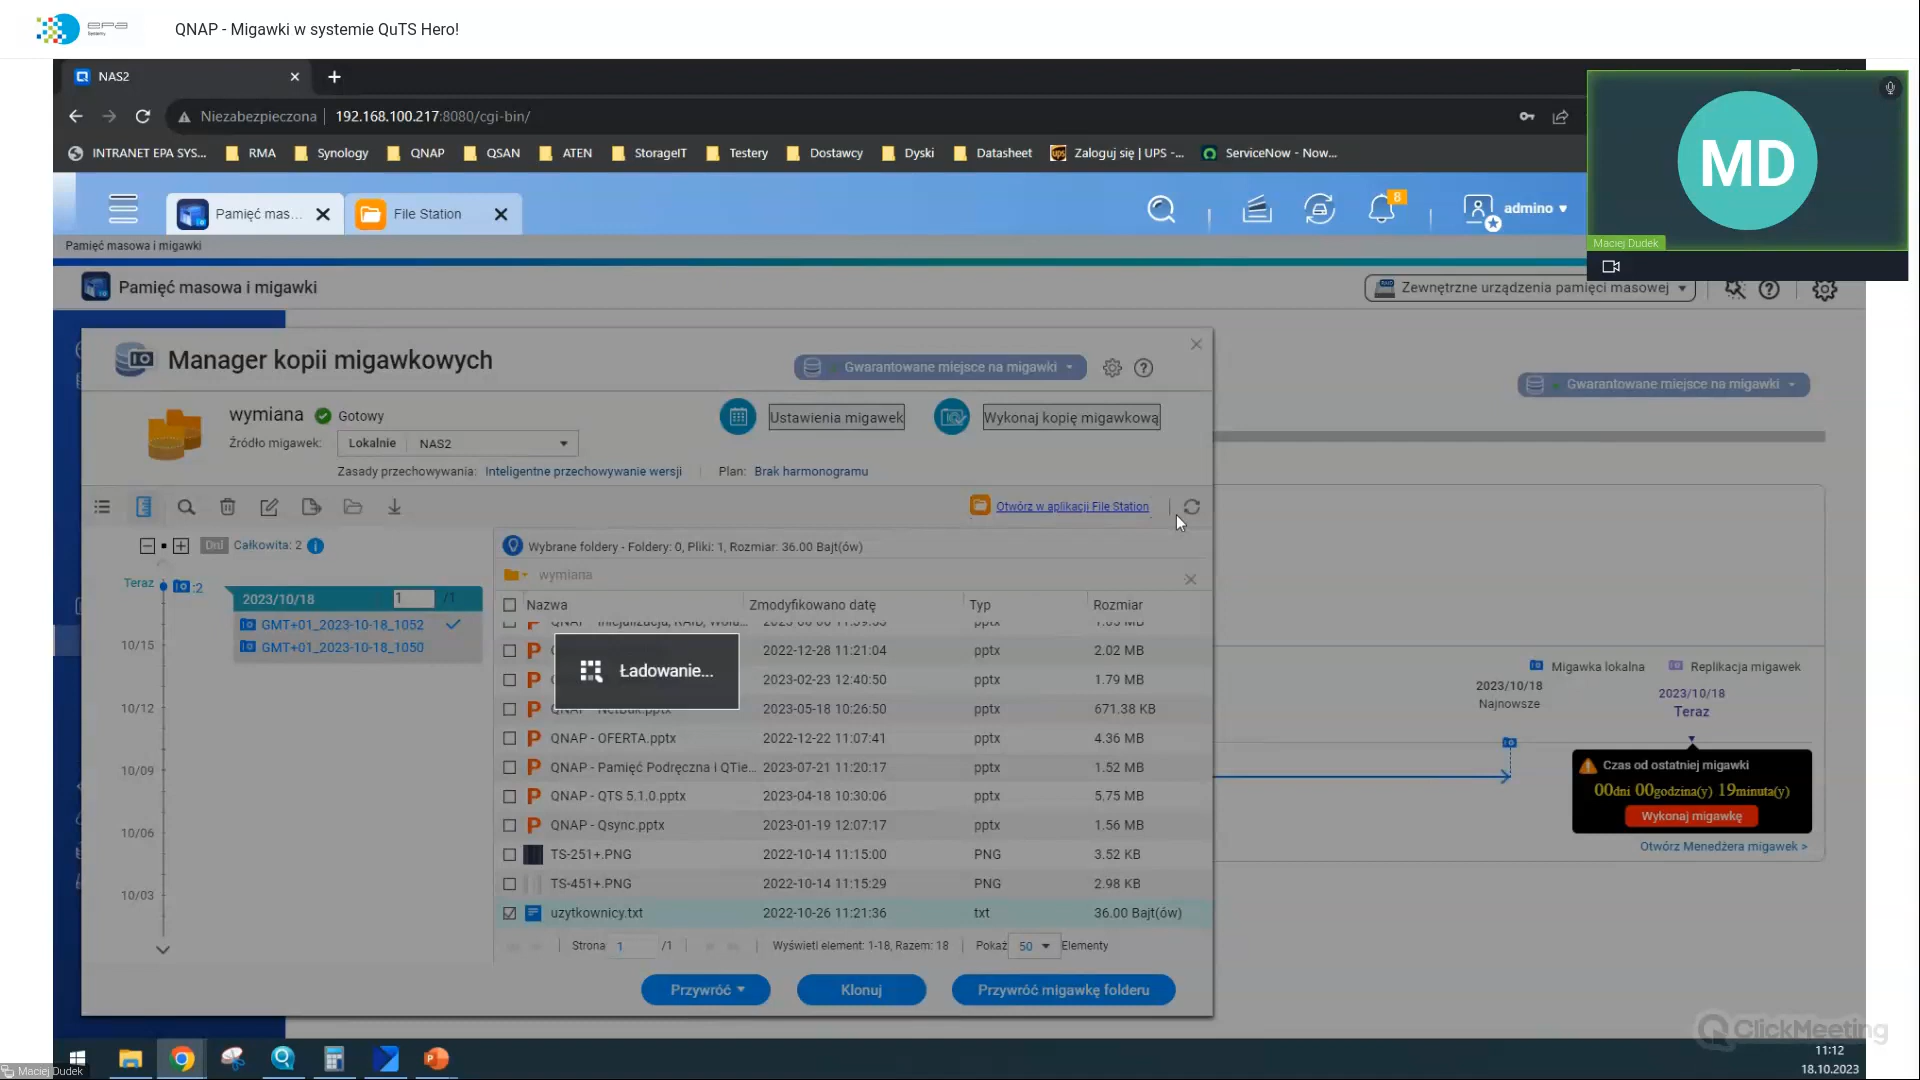 epa
Systemy
QNAP - Migawki w systemie QuTS Hero!
NAS2
Niezabezpieczona
192.168.100.217:8080/cgi-bin/
INTRANET EPA SYS...
RMA
Synology
QNAP
QSAN
ATEN
StorageIT
Testery
Dostawcy
Dyski
Datasheet
Zaloguj się | UPS -...
ServiceNow - Now...
MD
Maciej Dudek
Pamięć mas...
File Station
8
admino
Pamięć masowa i migawki
Pamięć masowa i migawki
Zewnętrzne urządzenia pamięci masowej
Manager kopii migawkowych
Gwarantowane miejsce na migawki
Gwarantowane miejsce na migawki
wymiana
Gotowy
Ustawienia migawek
Wykonaj kopię migawkową
Źródło migawek:
Lokalnie
NAS2
Zasady przechowywania: Inteligentne przechowywanie wersji
Plan: Brak harmonogramu
Otwórz w aplikacji File Station
Dni
Całkowita: 2
Wybrane foldery - Foldery: 0, Pliki: 1, Rozmiar: 36.00 Bajt(ów)
wymiana
Teraz
:2
2023/10/18
1
/1
GMT+01_2023-10-18_1052
GMT+01_2023-10-18_1050
10/15
10/12
10/09
10/06
10/03
Nazwa
Zmodyfikowano datę
Typ
Rozmiar
2022-12-28 11:21:04 pptx 2.02 MB
2023-02-23 12:40:50 pptx 1.79 MB
QNAP - NetBak.pptx 2023-05-18 10:26:50 pptx 671.38 KB
QNAP - OFERTA.pptx 2022-12-22 11:07:41 pptx 4.36 MB
QNAP - Pamięć Podręczna i QTie... 2023-07-21 11:20:17 pptx 1.52 MB
QNAP - QTS 5.1.0.pptx 2023-04-18 10:30:06 pptx 5.75 MB
QNAP - Qsync.pptx 2023-01-19 12:07:17 pptx 1.56 MB
TS-251+.PNG 2022-10-14 11:15:00 PNG 3.52 KB
TS-451+.PNG 2022-10-14 11:15:29 PNG 2.98 KB
uzytkownicy.txt 2022-10-26 11:21:36 txt 36.00 Bajt(ów)
Ładowanie...
Strona 1 /1
Wyświetl element: 1-18, Razem: 18
Pokaż 50 Elementy
Przywróć
Klonuj
Przywróć migawkę folderu
Migawka lokalna
Replikacja migawek
2023/10/18
Najnowsze
2023/10/18
Teraz
Czas od ostatniej migawki
00dni 00godzina(y) 19minuta(y)
Wykonaj migawkę
Otwórz Menedżera migawek >
ClickMeeting
11:12
18.10.2023
Maciej Dudek